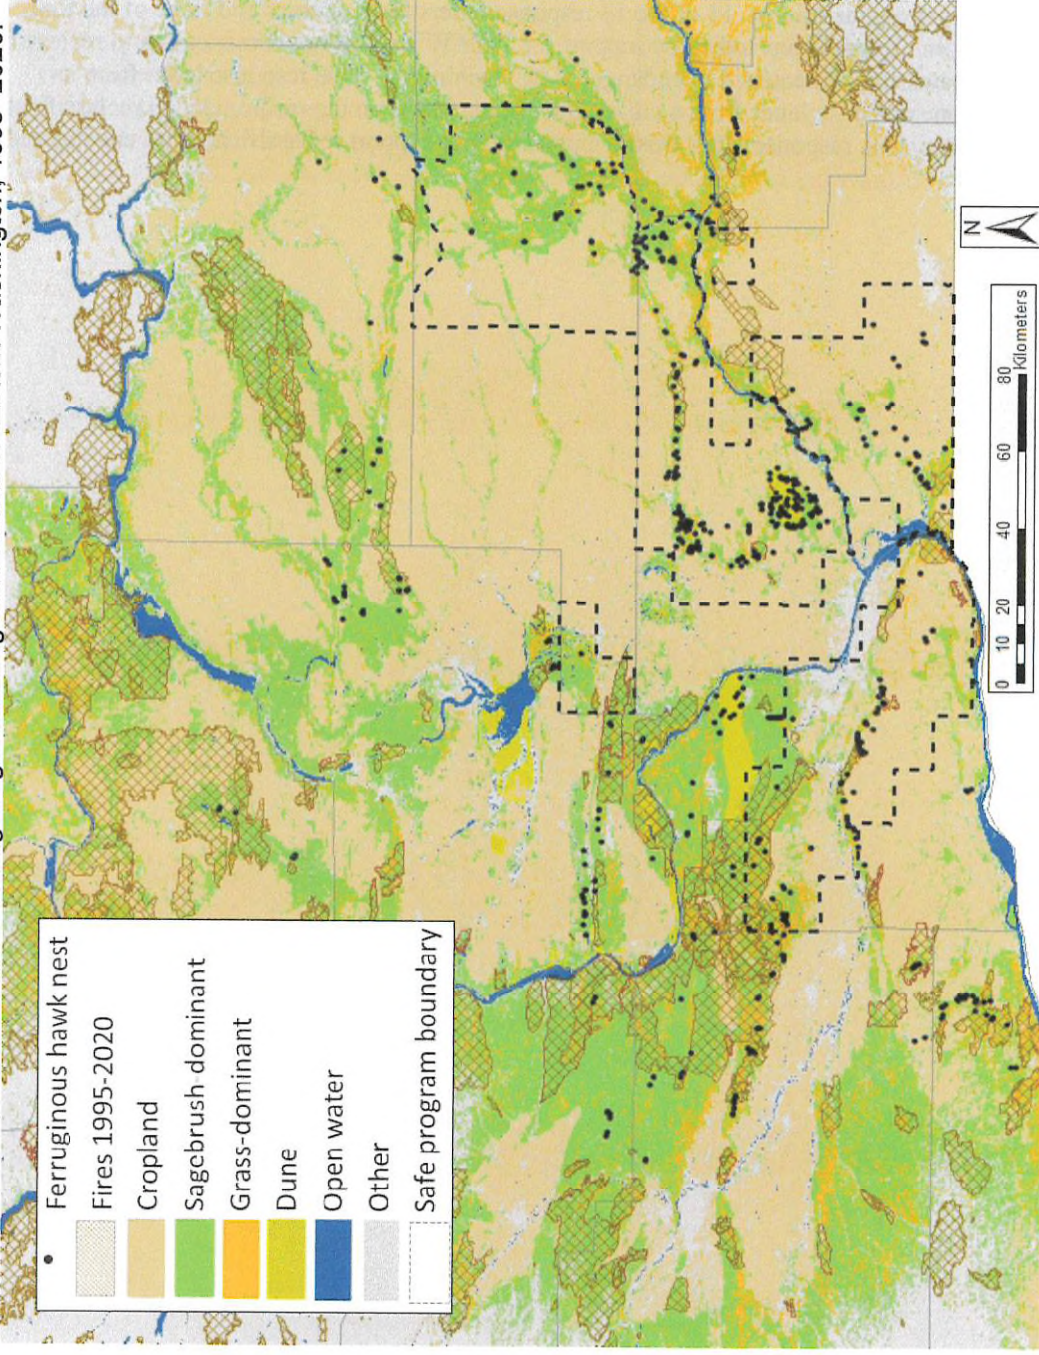 Ferruginous hawk nest
Fires 1995-2020
Cropland
Sagebrush-dominant
Grass-dominant
Dune
Open water
Other
Safe program boundary
N
0 10 20 40 60 80
Kilometers